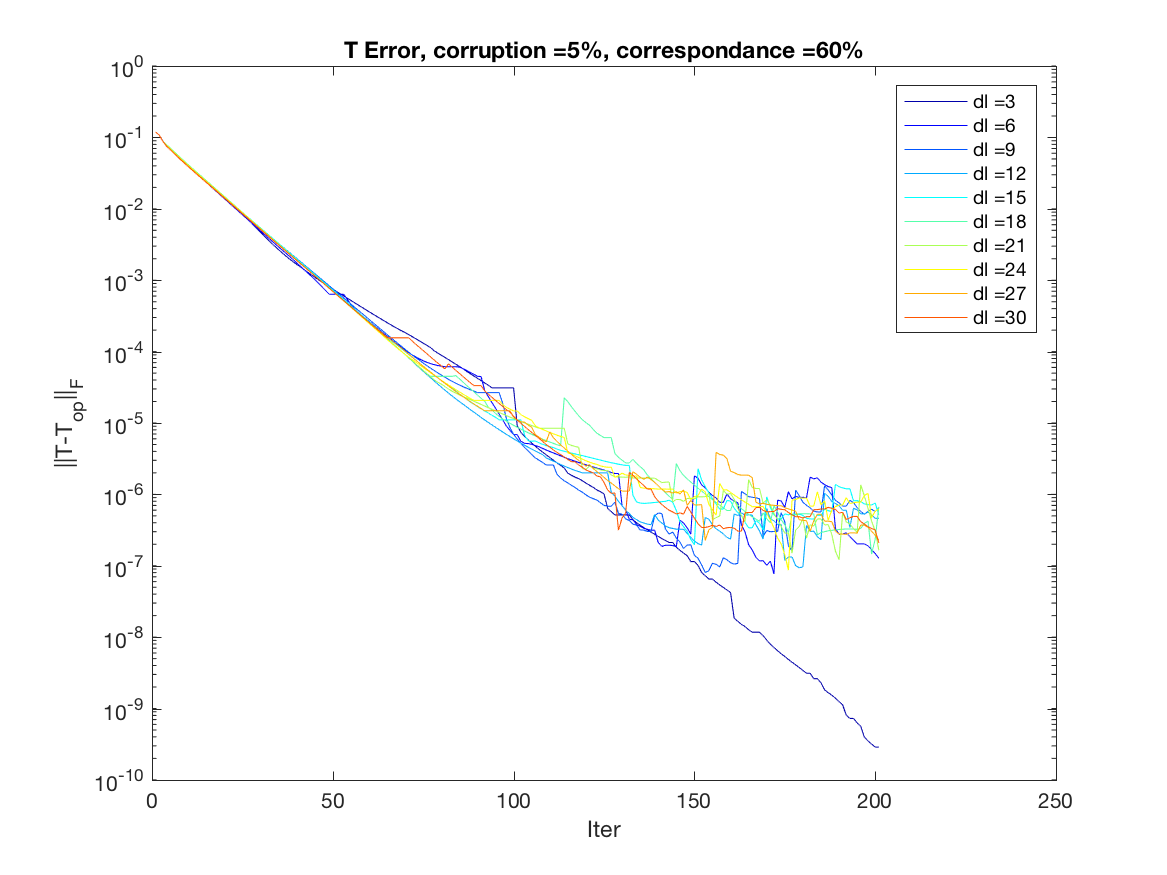 T Error, corruption =5%, correspondance =60%
10^0
10^-1
10^-2
10^-3
10^-4
10^-5
10^-6
10^-7
10^-8
10^-9
10^-10
||T-T_op||_F
0 50 100 150 200 250
Iter
dl =3
dl =6
dl =9
dl =12
dl =15
dl =18
dl =21
dl =24
dl =27
dl =30